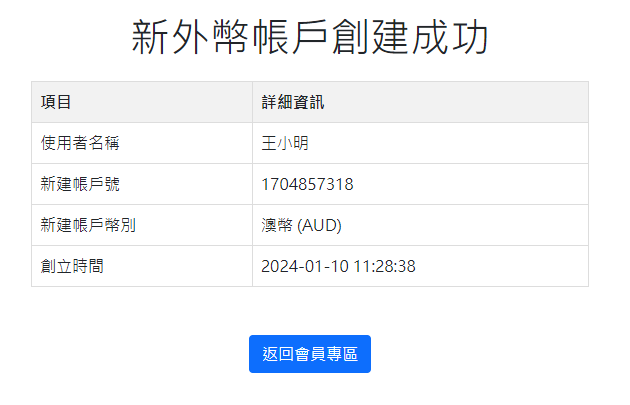 新外幣帳戶創建成功
項目 詳細資訊
使用者名稱 王小明
新建帳戶號 1704857318
新建帳戶幣別 澳幣 (AUD)
創立時間 2024-01-10 11:28:38
返回會員專區